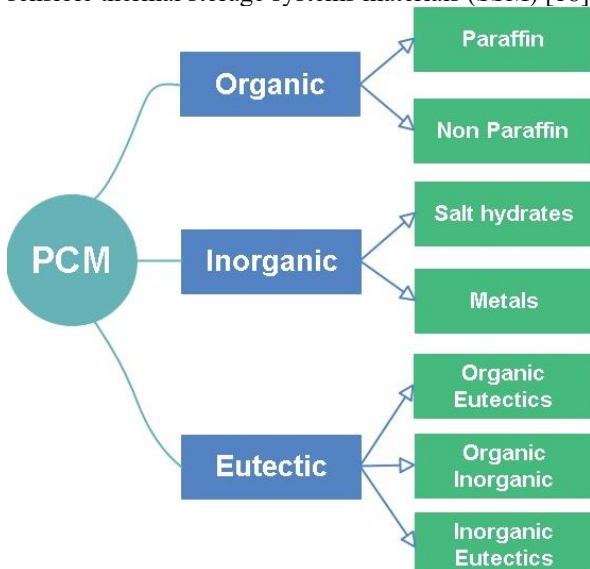 PCM
Organic
Paraffin
Non Paraffin
Inorganic
Salt hydrates
Metals
Eutectic
Organic
Eutectics
Organic
Inorganic
Inorganic
Eutectics